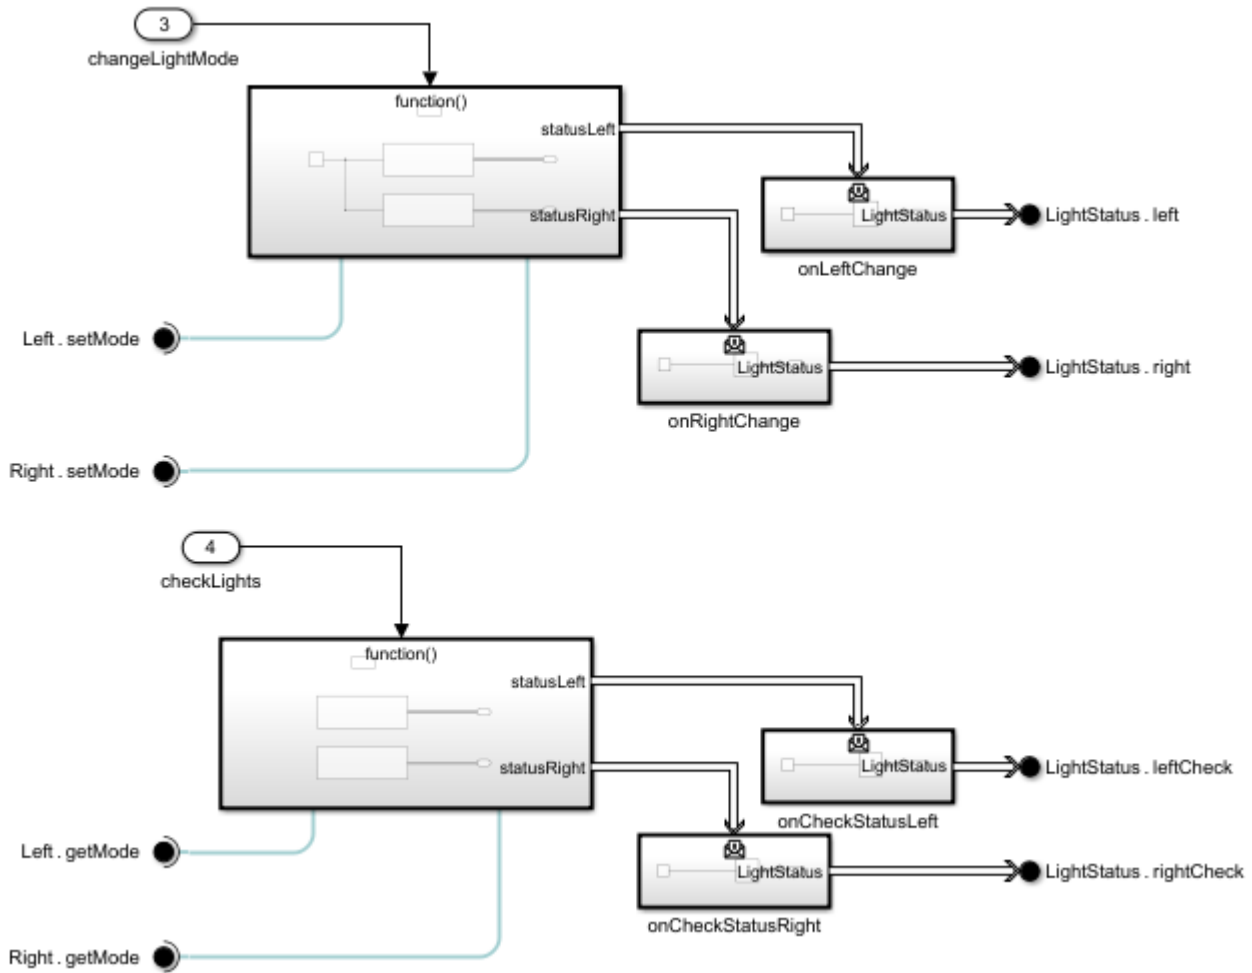 3
changeLightMode
function()
statusLeft
statusRight
LightStatus
LightStatus . left
onLeftChange
Left . setMode
LightStatus
LightStatus . right
onRightChange
Right . setMode
4
checkLights
function()
statusLeft
statusRight
LightStatus
LightStatus . leftCheck
onCheckStatusLeft
Left . getMode
LightStatus
LightStatus . rightCheck
onCheckStatusRight
Right . getMode